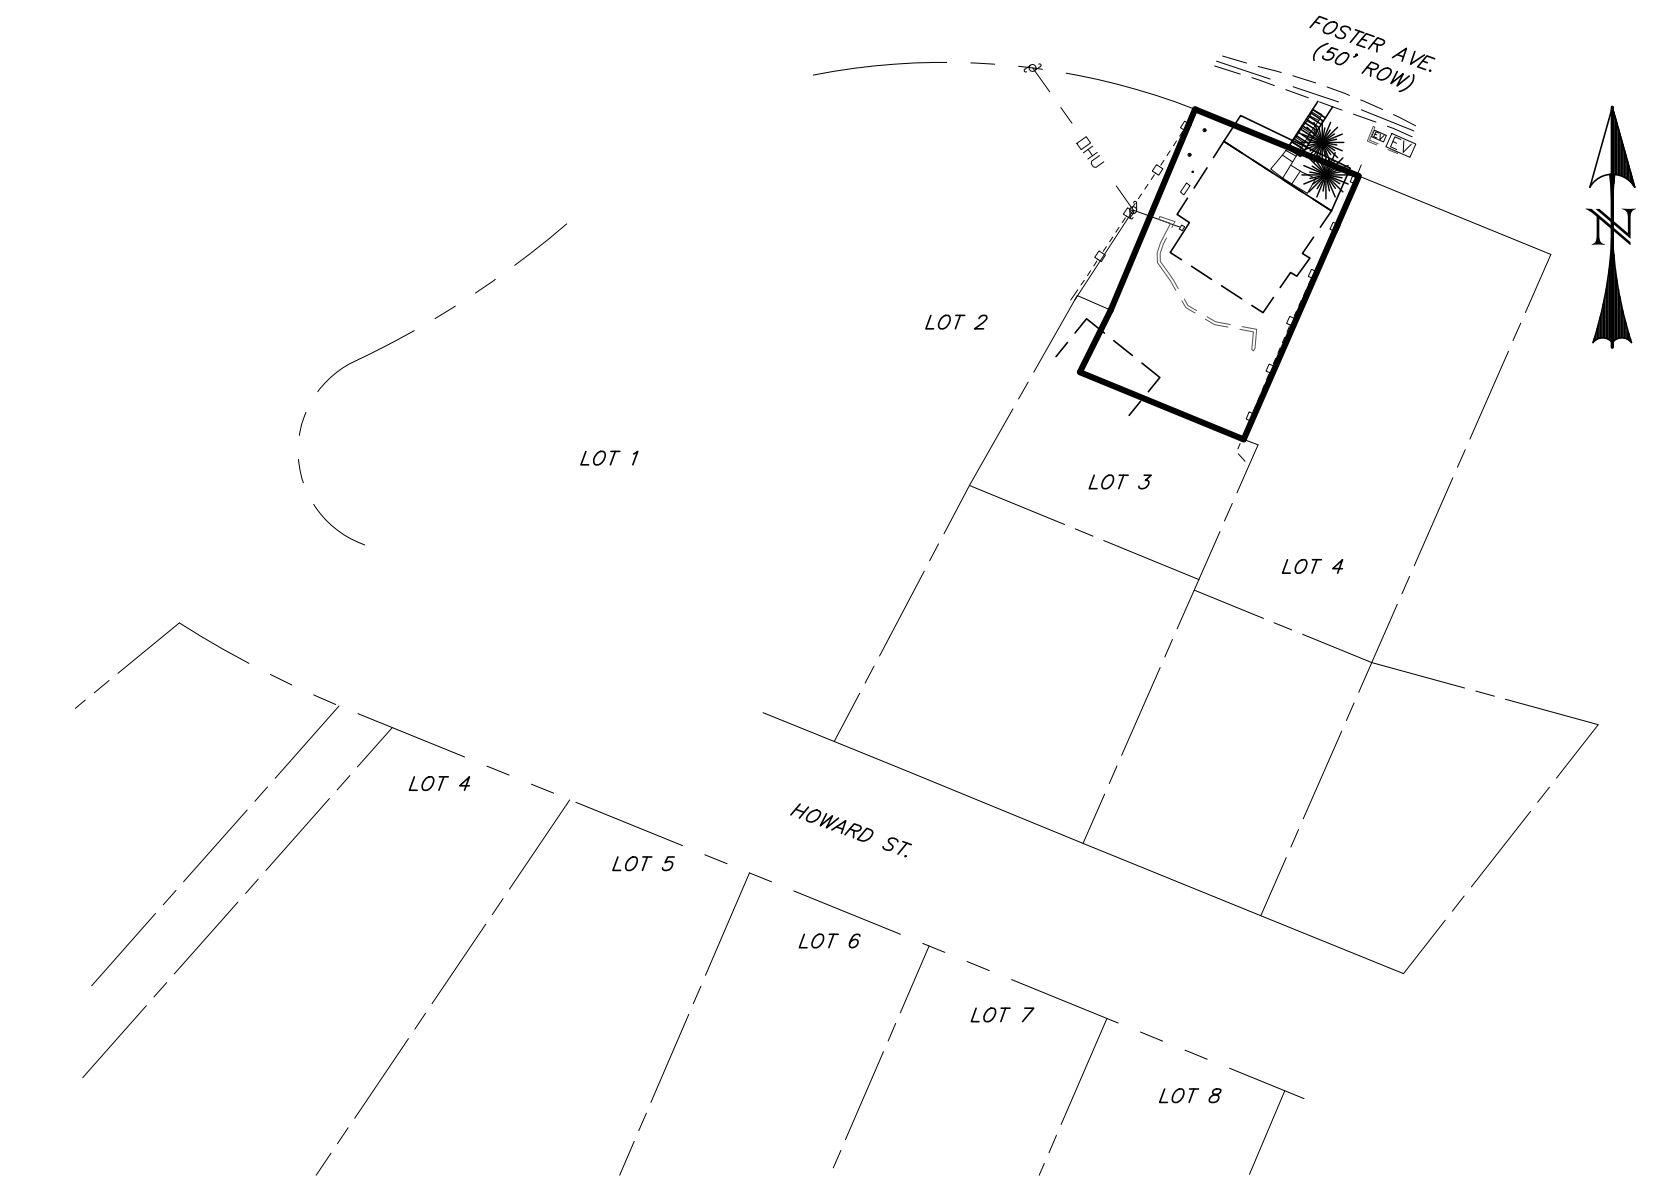 FOSTER AVE.
(50' ROW)
EV
EV
OHU
N
LOT 2
LOT 1
LOT 3
LOT 4
LOT 4
HOWARD ST.
LOT 5
LOT 6
LOT 7
LOT 8